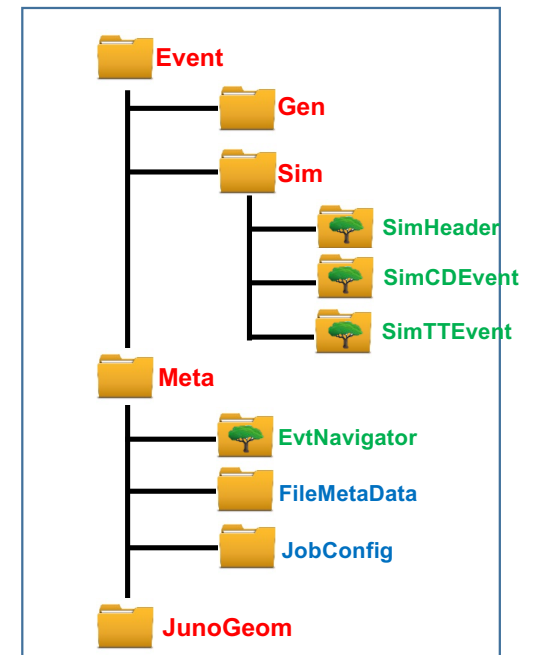 Event
Gen
Sim
SimHeader
SimCDEvent
SimTTEvent
Meta
EvtNavigator
FileMetaData
JobConfig
JunoGeom